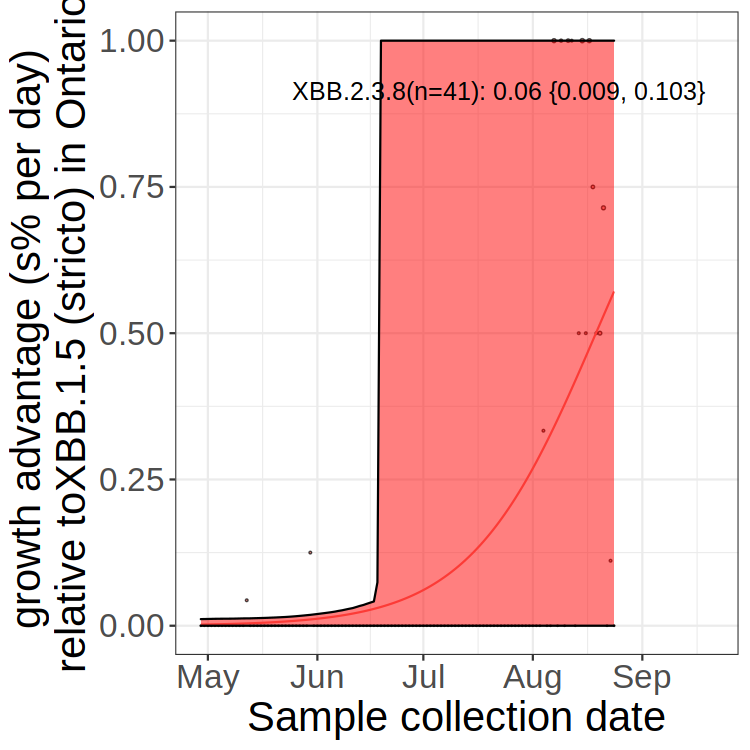 growth advantage (s% per day)
relative toXBB.1.5 (stricto) in Ontario
1.00
0.75
0.50
0.25
0.00
XBB.2.3.8(n=41): 0.06 {0.009, 0.103}
May Jun Jul Aug Sep
Sample collection date